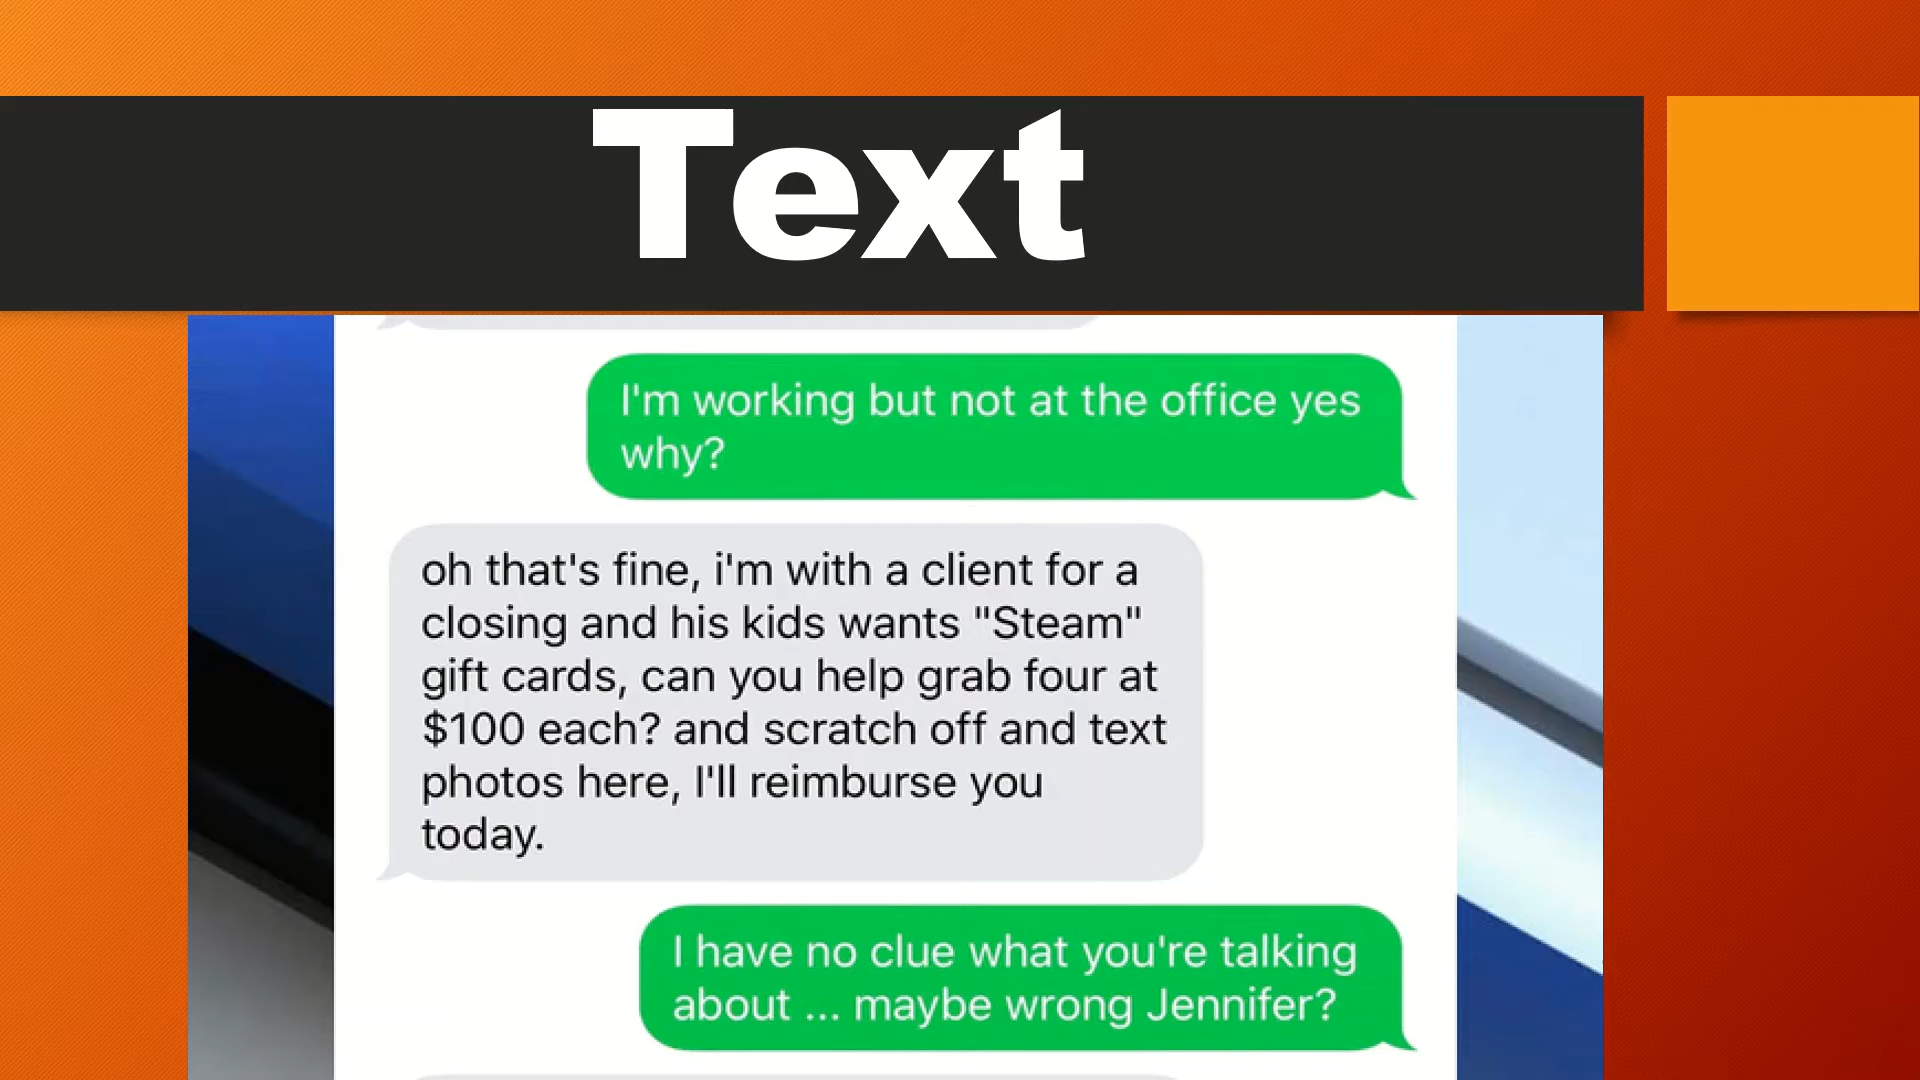 Text
I'm working but not at the office yes
why?
oh that's fine, i'm with a client for a
closing and his kids wants "Steam"
gift cards, can you help grab four at
$100 each? and scratch off and text
photos here, I'll reimburse you
today.
I have no clue what you're talking
about ... maybe wrong Jennifer?